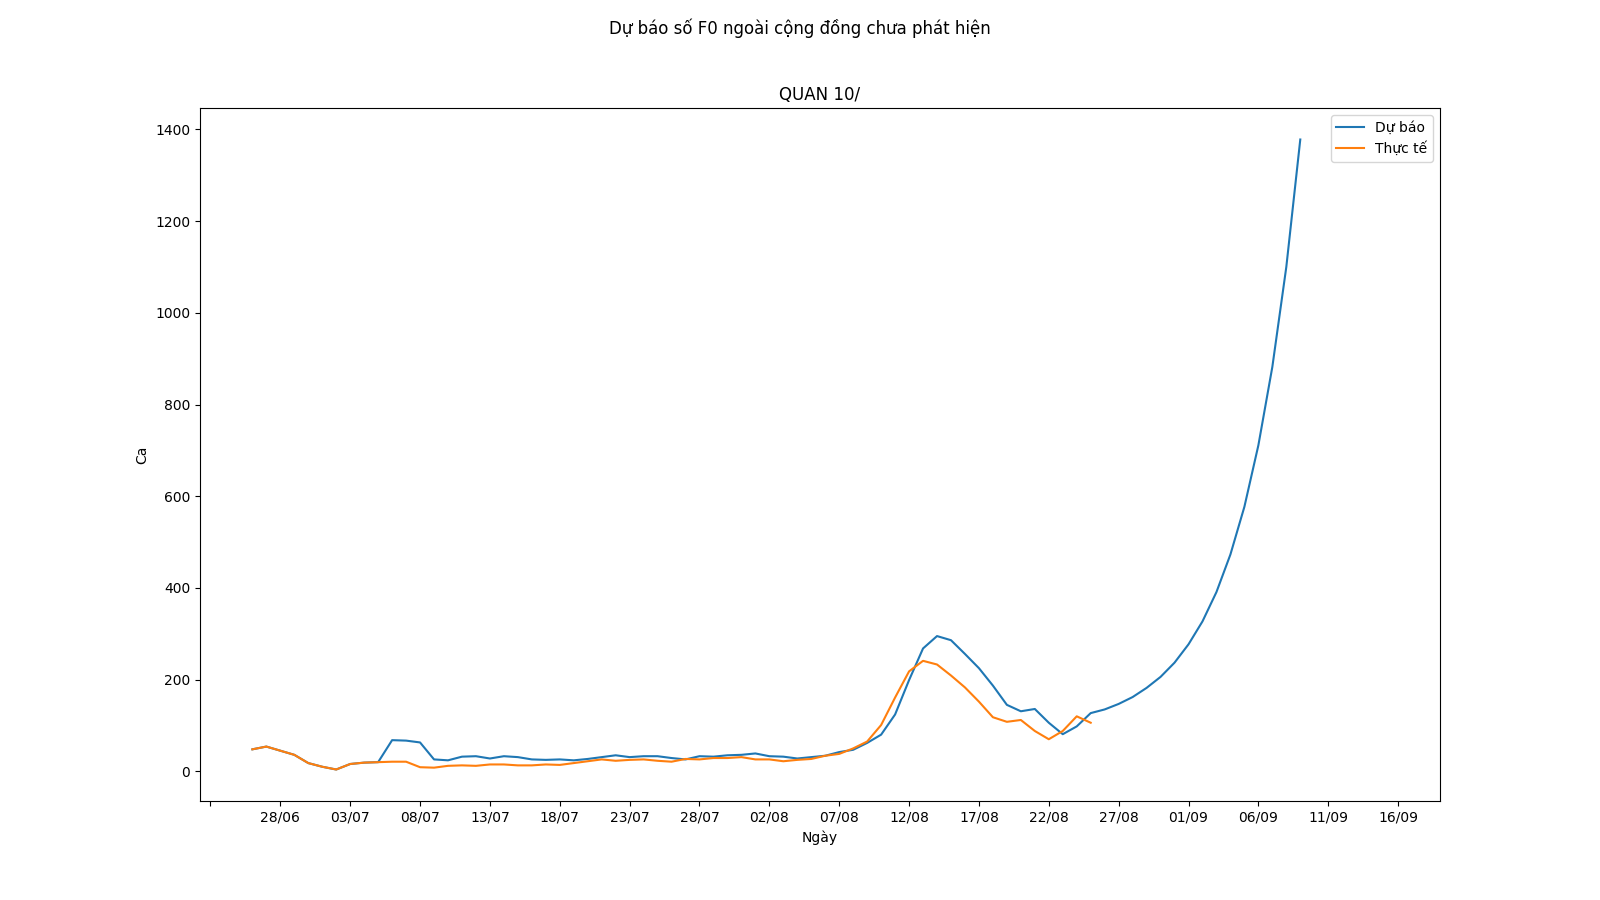 Dự báo số F0 ngoài cộng đồng chưa phát hiện
QUAN 10/
Dự báo
Thực tế
1400
1200
1000
800
600
400
200
0
Ca
28/06 03/07 08/07 13/07 18/07 23/07 28/07 02/08 07/08 12/08 17/08 22/08 27/08 01/09 06/09 11/09 16/09
Ngày